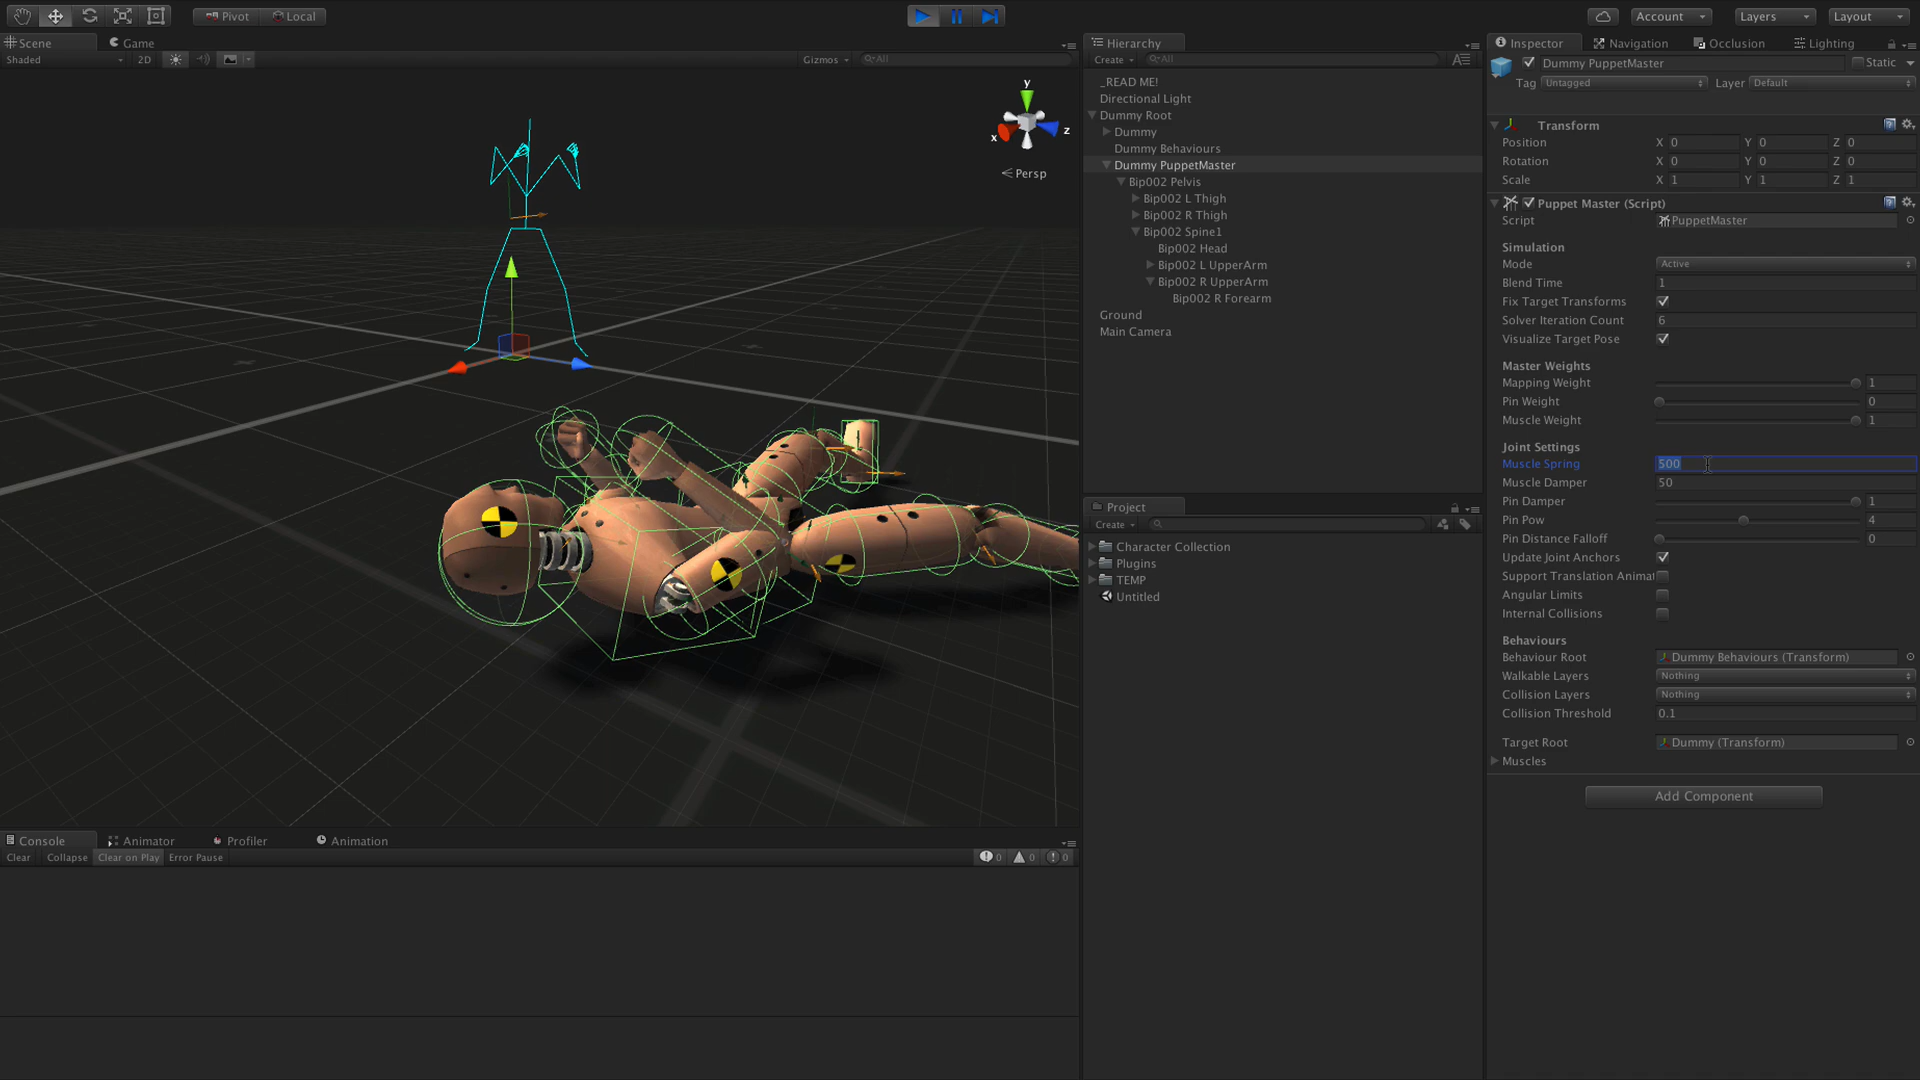 Pivot
Local
Account
Layers
Layout
Scene
Game
Shaded
2D
Gizmos
All
y
x
z
Persp
Console
Animator
Profiler
Animation
Clear
Collapse
Clear on Play
Error Pause
0
0
0
Hierarchy
Create
All
_READ ME!
Directional Light
Dummy Root
Dummy
Dummy Behaviours
Dummy PuppetMaster
Bip002 Pelvis
Bip002 L Thigh
Bip002 R Thigh
Bip002 Spine1
Bip002 Head
Bip002 L UpperArm
Bip002 R UpperArm
Bip002 R Forearm
Ground
Main Camera
Project
Create
Character Collection
Plugins
TEMP
Untitled
Inspector
Navigation
Occlusion
Lighting
Dummy PuppetMaster
Static
Tag Untagged
Layer Default
Transform
Position X 0 Y 0 Z 0
Rotation X 0 Y 0 Z 0
Scale X 1 Y 1 Z 1
Puppet Master (Script)
Script PuppetMaster
Simulation
Mode Active
Blend Time 1
Fix Target Transforms
Solver Iteration Count 6
Visualize Target Pose
Master Weights
Mapping Weight 1
Pin Weight 0
Muscle Weight 1
Joint Settings
Muscle Spring 500
Muscle Damper 50
Pin Damper 1
Pin Pow 4
Pin Distance Falloff 0
Update Joint Anchors
Support Translation Animat
Angular Limits
Internal Collisions
Behaviours
Behaviour Root Dummy Behaviours (Transform)
Walkable Layers Nothing
Collision Layers Nothing
Collision Threshold 0.1
Target Root Dummy (Transform)
Muscles
Add Component